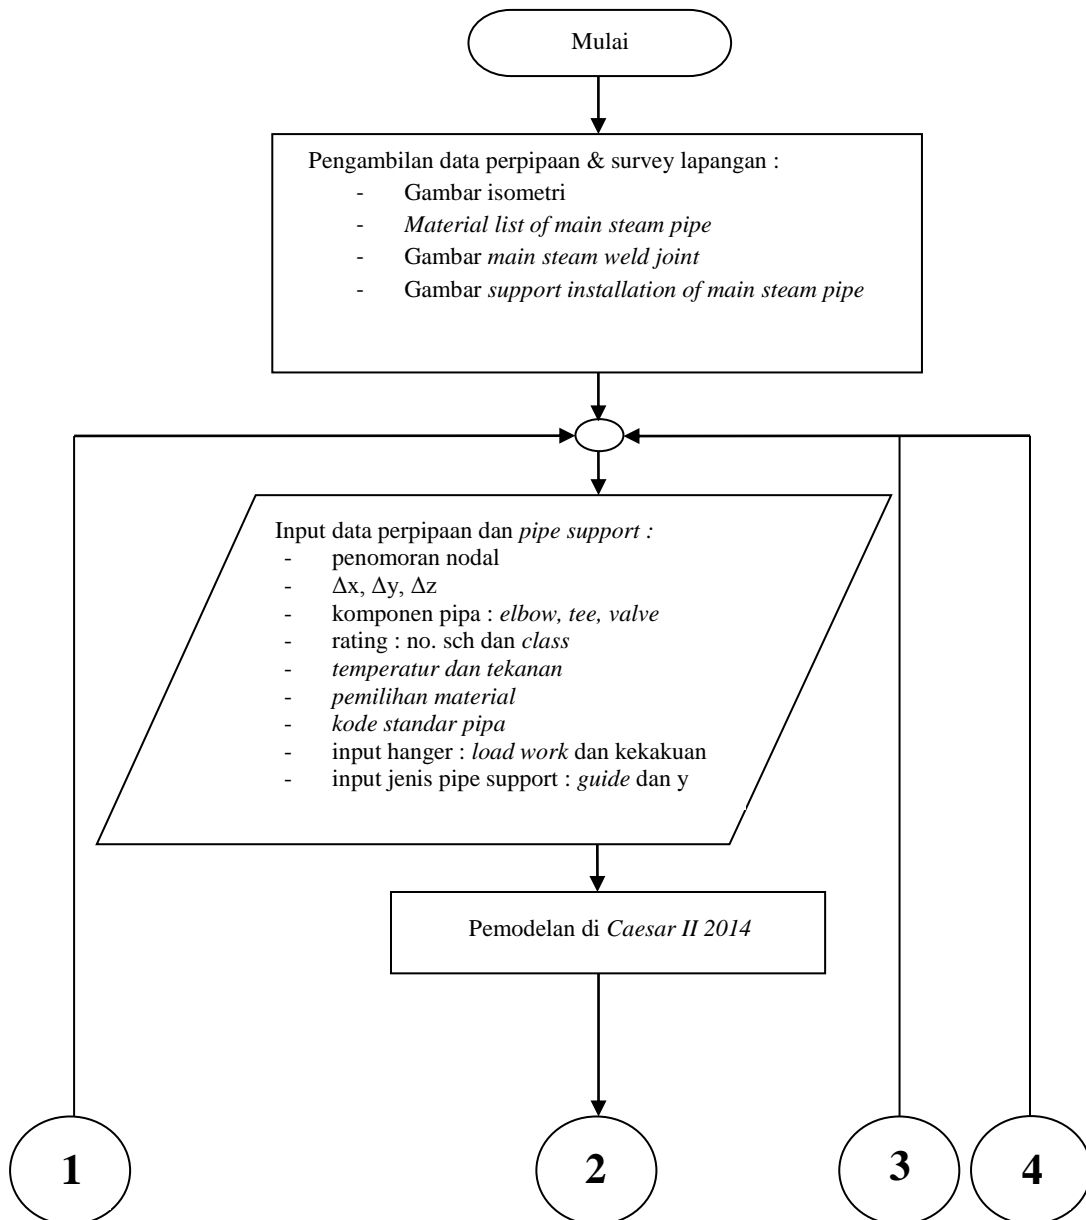 Mulai
Pengambilan data perpipaan & survey lapangan :
- Gambar isometri
- Material list of main steam pipe
- Gambar main steam weld joint
- Gambar support installation of main steam pipe
Input data perpipaan dan pipe support :
- penomoran nodal
- Δx, Δy, Δz
- komponen pipa : elbow, tee, valve
- rating : no. sch dan class
- temperatur dan tekanan
- pemilihan material
- kode standar pipa
- input hanger : load work dan kekakuan
- input jenis pipe support : guide dan y
Pemodelan di Caesar II 2014
1
2
3
4